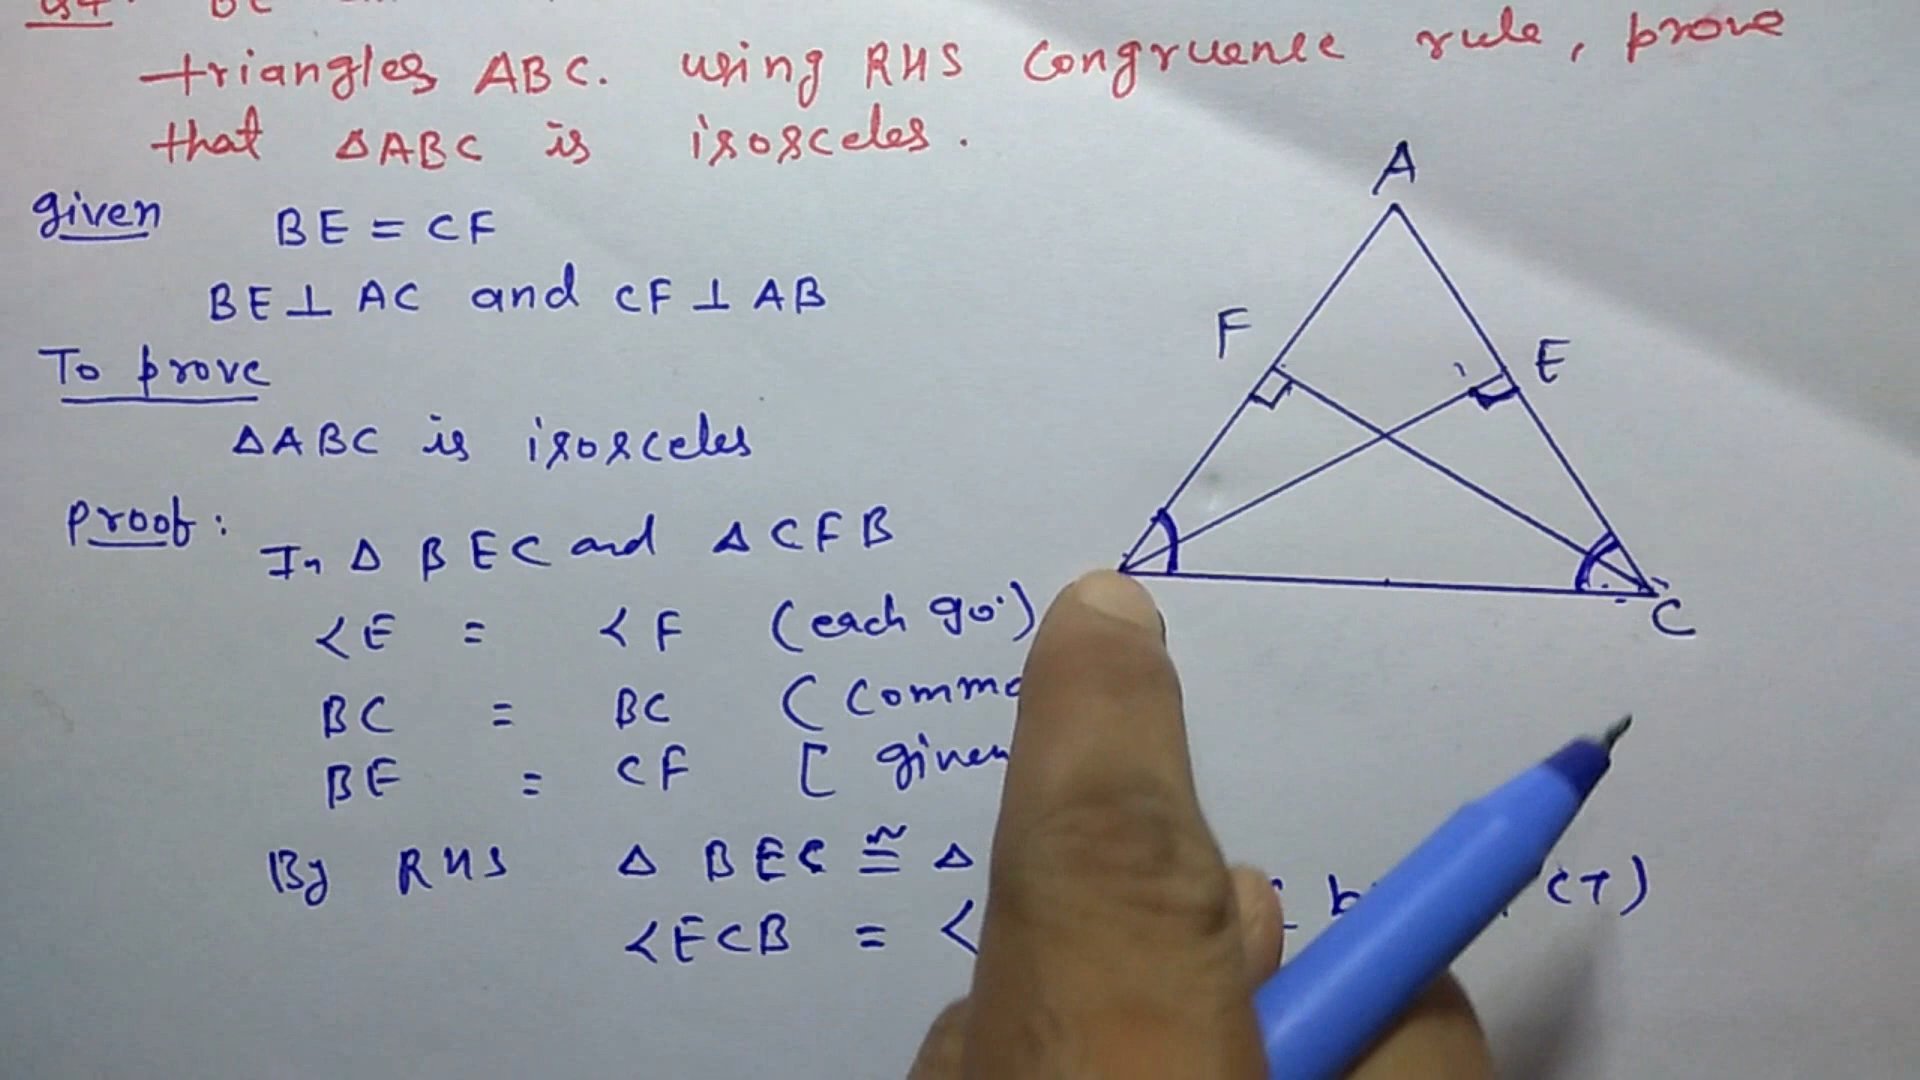 triangles ABC. using RHS Congruence rule, prove
that ΔABC is isosceles.
given BE = CF
BE ⊥ AC and CF ⊥ AB
To prove
ΔABC is isosceles
Proof:
In Δ BEC and Δ CFB
<E = <F (each 90°)
BC = BC (Comm
BE = CF [given
By RHS Δ BEC ≅ Δ
<ECB = < CT)
A
F
E
C